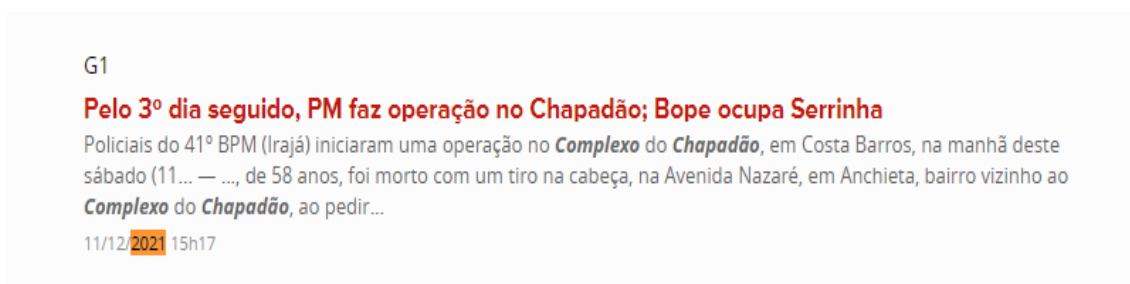 G1
Pelo 3º dia seguido, PM faz operação no Chapadão; Bope ocupa Serrinha
Policiais do 41º BPM (Irajá) iniciaram uma operação no Complexo do Chapadão, em Costa Barros, na manhã deste
sábado (11... — ..., de 58 anos, foi morto com um tiro na cabeça, na Avenida Nazaré, em Anchieta, bairro vizinho ao
Complexo do Chapadão, ao pedir...
11/12/2021 15h17